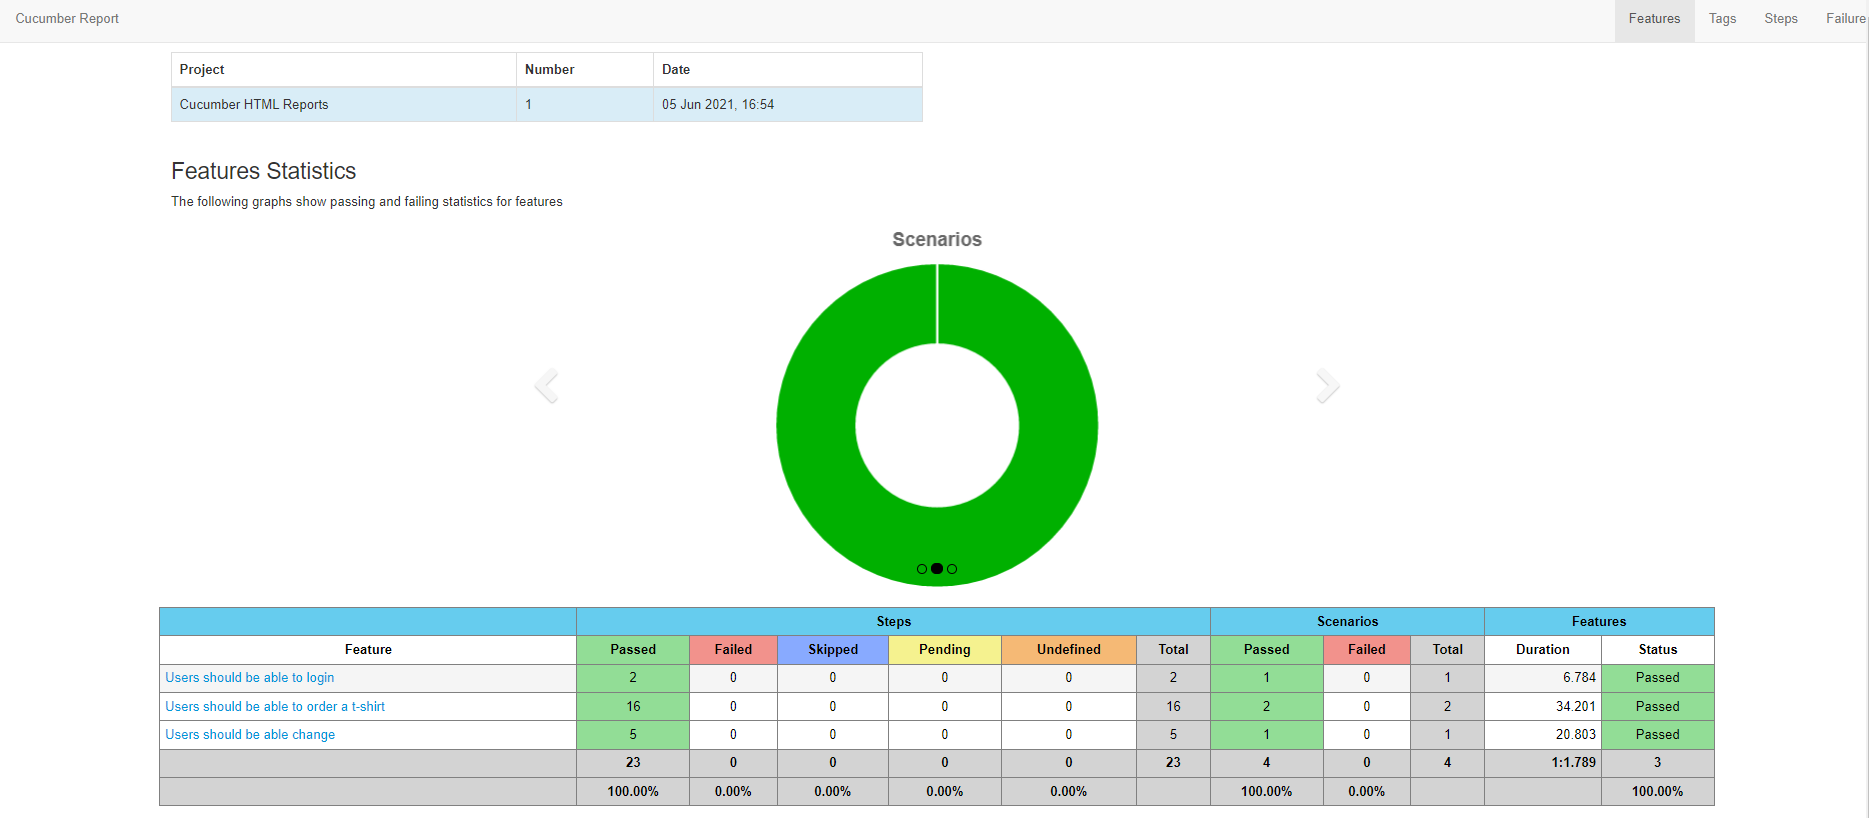 Cucumber Report Features Tags Steps Failure
Project Number Date
Cucumber HTML Reports 1 05 Jun 2021, 16:54
Features Statistics
The following graphs show passing and failing statistics for features
Scenarios
Steps Scenarios Features
Feature Passed Failed Skipped Pending Undefined Total Passed Failed Total Duration Status
Users should be able to login 2 0 0 0 0 2 1 0 1 6.784 Passed
Users should be able to order a t-shirt 16 0 0 0 0 16 2 0 2 34.201 Passed
Users should be able change 5 0 0 0 0 5 1 0 1 20.803 Passed
23 0 0 0 0 23 4 0 4 1:1.789 3
100.00% 0.00% 0.00% 0.00% 0.00% 100.00% 0.00% 100.00%